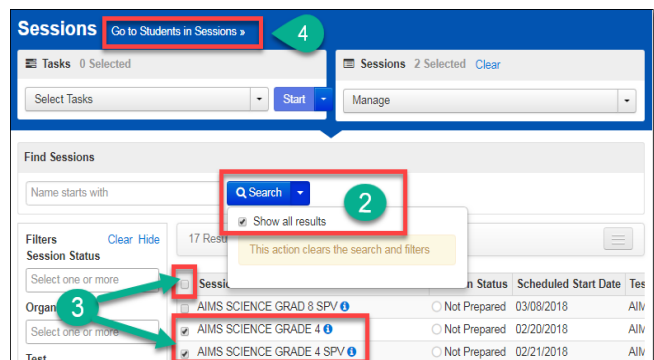 Sessions Go to Students in Sessions » 4
Tasks 0 Selected
Sessions 2 Selected Clear
Select Tasks Start
Manage
Find Sessions
Name starts with Search 2
Show all results
This action clears the search and filters
Filters Clear Hide
17 Resu
Session Status
Select one or more
Sessio n Status Scheduled Start Date Tes
Organ 3
AIMS SCIENCE GRAD 8 SPV Not Prepared 03/08/2018 AIM
Select one or more
AIMS SCIENCE GRADE 4 Not Prepared 02/20/2018 AIM
Test
AIMS SCIENCE GRADE 4 SPV Not Prepared 02/21/2018 AIM